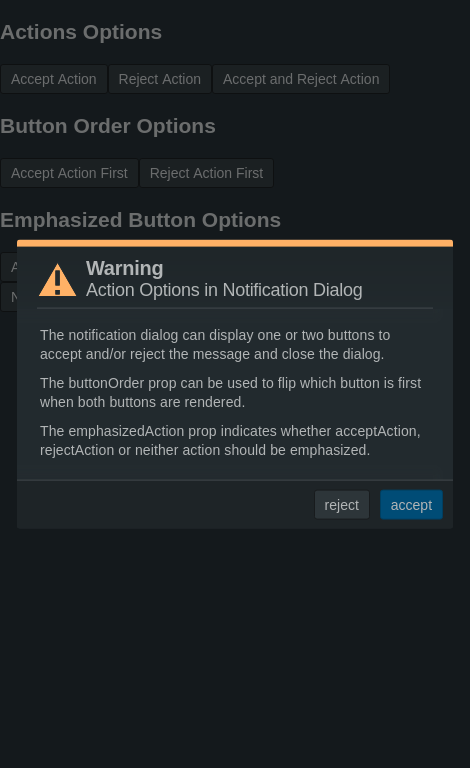 Actions Options
Accept Action Reject Action Accept and Reject Action
Button Order Options
Accept Action First Reject Action First
Emphasized Button Options
Warning
Action Options in Notification Dialog
The notification dialog can display one or two buttons to
accept and/or reject the message and close the dialog.
The buttonOrder prop can be used to flip which button is first
when both buttons are rendered.
The emphasizedAction prop indicates whether acceptAction,
rejectAction or neither action should be emphasized.
reject accept